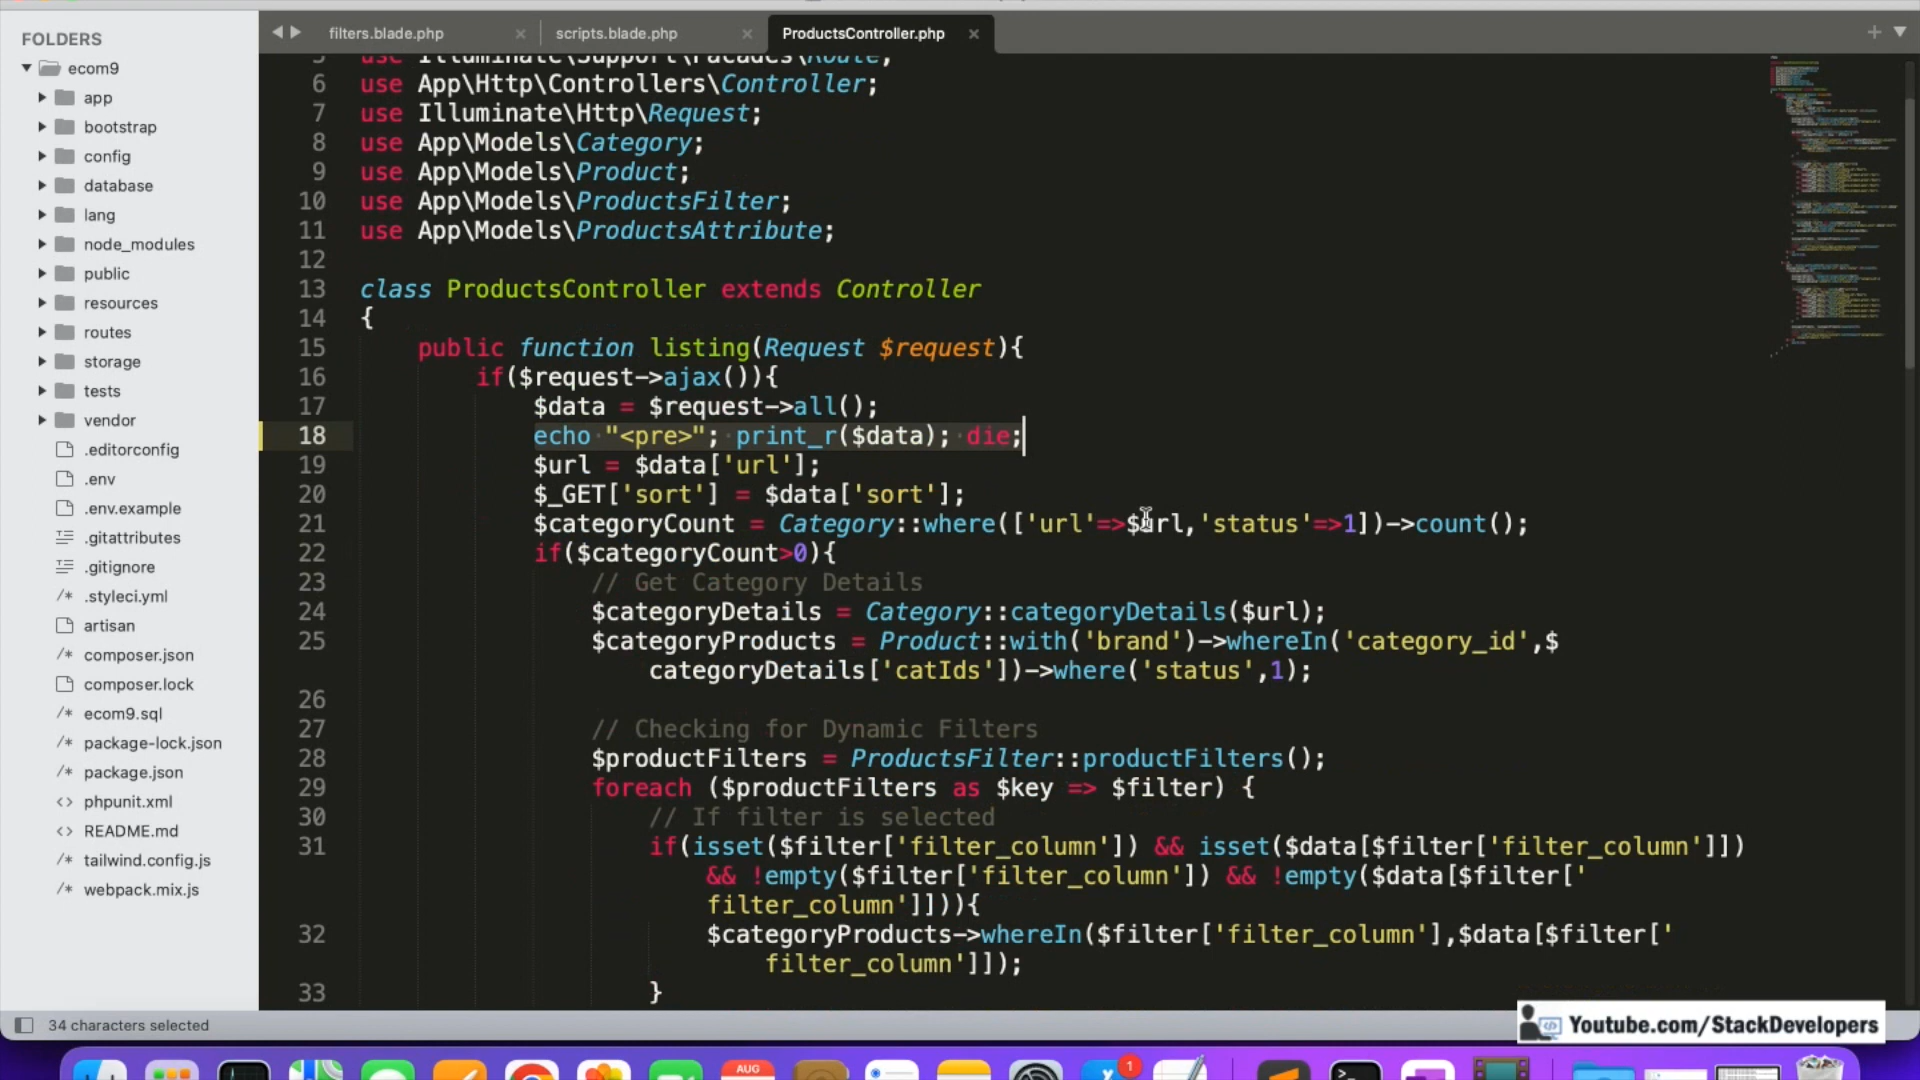 FOLDERS
ecom9
app
bootstrap
config
database
lang
node_modules
public
resources
routes
storage
tests
vendor
.editorconfig
.env
.env.example
.gitattributes
.gitignore
/* .styleci.yml
artisan
/* composer.json
composer.lock
/* ecom9.sql
/* package-lock.json
/* package.json
<> phpunit.xml
<> README.md
/* tailwind.config.js
/* webpack.mix.js
filters.blade.php
scripts.blade.php
ProductsController.php
5 use Illuminate\Support\Facades\Route;
6 use App\Http\Controllers\Controller;
7 use Illuminate\Http\Request;
8 use App\Models\Category;
9 use App\Models\Product;
10 use App\Models\ProductsFilter;
11 use App\Models\ProductsAttribute;
12
13 class ProductsController extends Controller
14 {
15 public function listing(Request $request){
16 if($request->ajax()){
17 $data = $request->all();
18 echo "<pre>"; print_r($data); die;
19 $url = $data['url'];
20 $_GET['sort'] = $data['sort'];
21 $categoryCount = Category::where(['url'=>$url,'status'=>1])->count();
22 if($categoryCount>0){
23 // Get Category Details
24 $categoryDetails = Category::categoryDetails($url);
25 $categoryProducts = Product::with('brand')->whereIn('category_id',$
categoryDetails['catIds'])->where('status',1);
26
27 // Checking for Dynamic Filters
28 $productFilters = ProductsFilter::productFilters();
29 foreach ($productFilters as $key => $filter) {
30 // If filter is selected
31 if(isset($filter['filter_column']) && isset($data[$filter['filter_column']])
&& !empty($filter['filter_column']) && !empty($data[$filter['
filter_column']])){
32 $categoryProducts->whereIn($filter['filter_column'],$data[$filter['
filter_column']]);
33 }
34 characters selected
Youtube.com/StackDevelopers
AUG
1